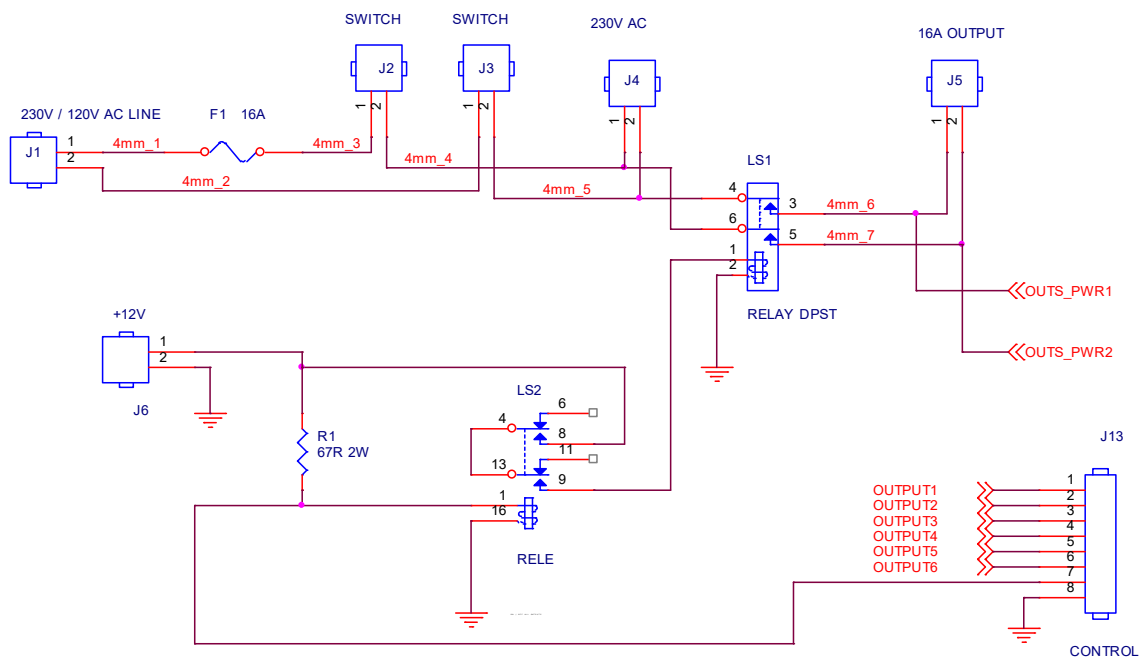 SWITCH
SWITCH
230V AC
16A OUTPUT
J2
J3
J4
J5
1
2
1
2
1
2
1
2
230V / 120V AC LINE
F1 16A
J1
1
2
4mm_1
4mm_3
4mm_2
4mm_4
4mm_5
LS1
4
6
1
2
3
5
4mm_6
4mm_7
RELAY DPST
OUTS_PWR1
OUTS_PWR2
+12V
1
2
J6
R1
67R 2W
LS2
4
13
1
16
6
8
11
9
RELE
J13
OUTPUT1
OUTPUT2
OUTPUT3
OUTPUT4
OUTPUT5
OUTPUT6
1
2
3
4
5
6
7
8
CONTROL